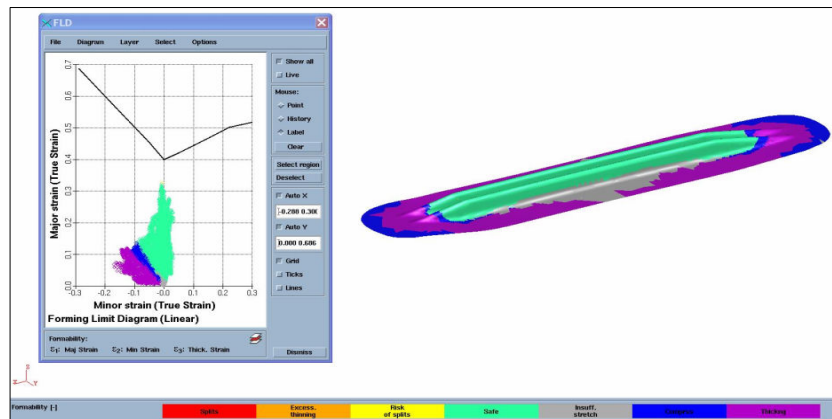 FLD
File Diagram Layer Select Options
Show all
Live
Mouse:
Point
History
Label
Clear
Select region
Deselect
Auto X
-0.288 0.300
Auto Y
0.000 0.686
Grid
Ticks
Lines
Dismiss
Major strain (True Strain)
0.0 0.1 0.2 0.3 0.4 0.5 0.6 0.7
-0.3 -0.2 -0.1 -0.0 0.1 0.2 0.3
Minor strain (True Strain)
Forming Limit Diagram (Linear)
Formability:
ε1: Maj Strain ε2: Min Strain ε3: Thick. Strain
Z X Y
Formability [-]
Splits
Excess.
thinning
Risk
of splits
Safe
Insuff.
stretch
Thickng